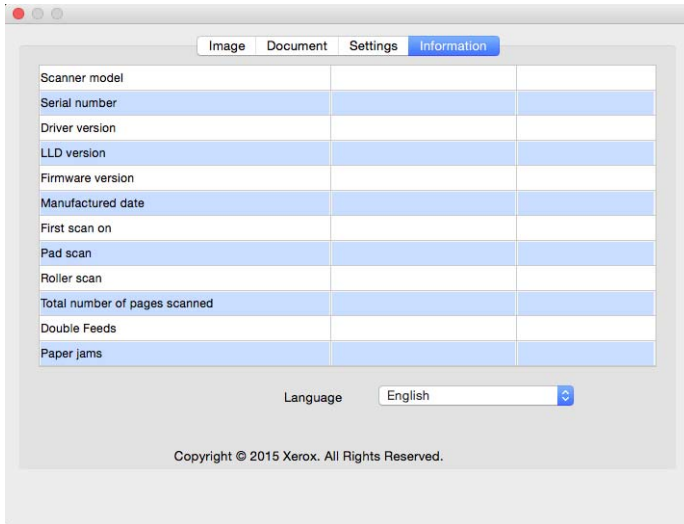 Image Document Settings Information
Scanner model
Serial number
Driver version
LLD version
Firmware version
Manufactured date
First scan on
Pad scan
Roller scan
Total number of pages scanned
Double Feeds
Paper jams
Language English
Copyright © 2015 Xerox. All Rights Reserved.